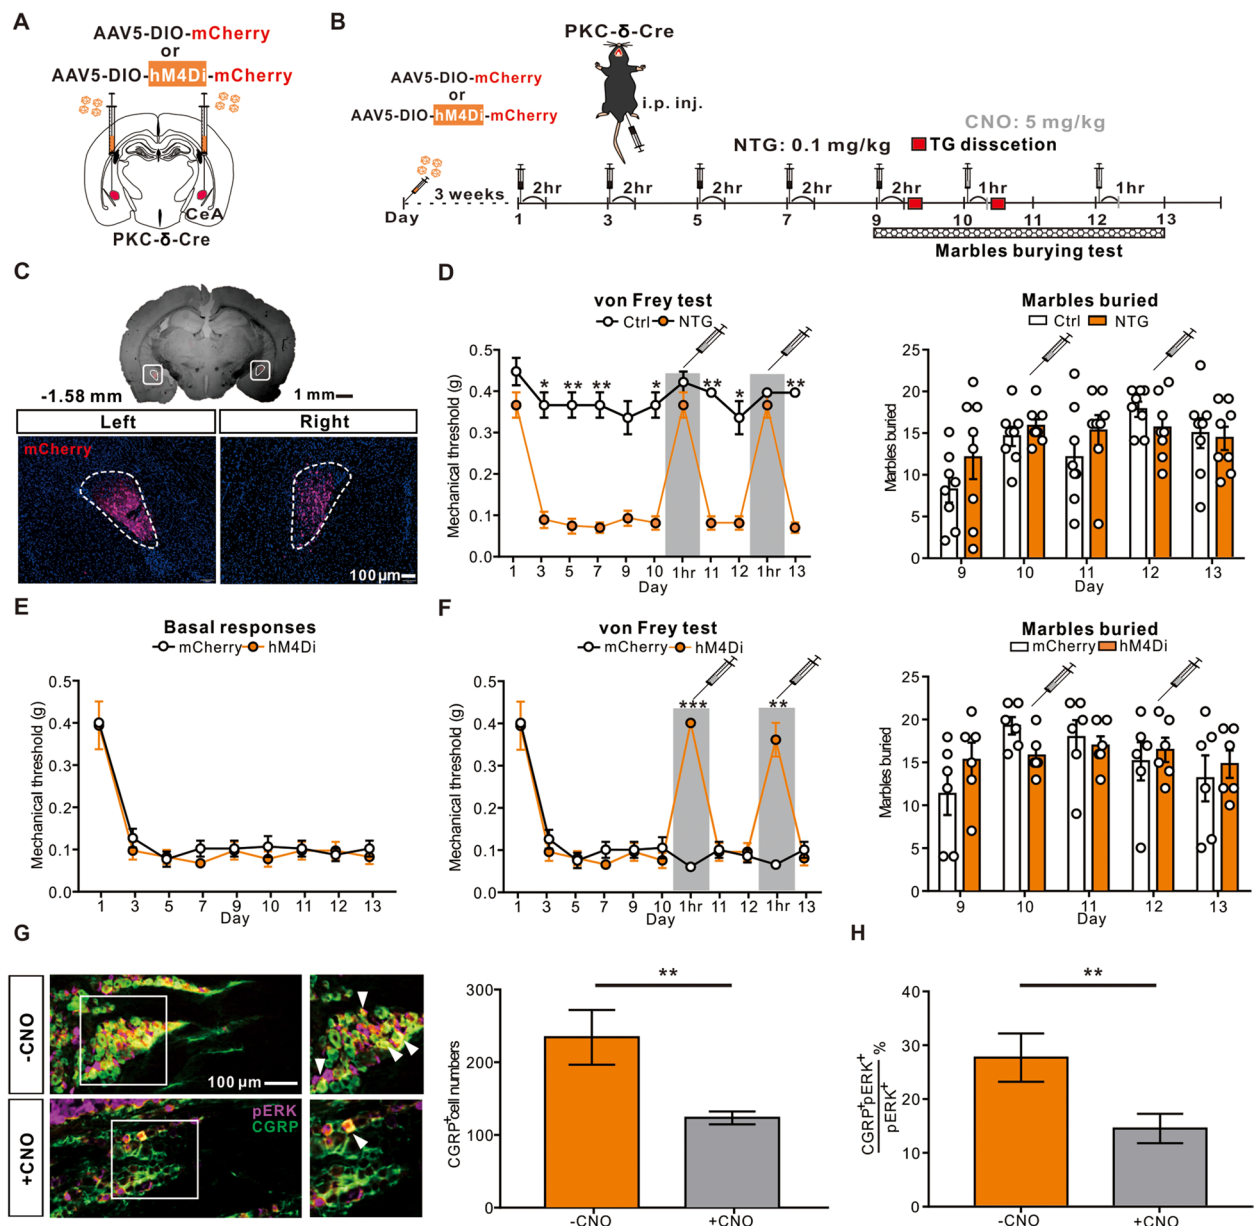 A
AAV5-DIO-mCherry
or
AAV5-DIO-hM4Di-mCherry
CeA
PKC-δ-Cre
B
PKC-δ-Cre
AAV5-DIO-mCherry
or
AAV5-DIO-hM4Di-mCherry
i.p. inj.
CNO: 5 mg/kg
NTG: 0.1 mg/kg TG disscetion
3 weeks 2hr 2hr 2hr 2hr 2hr 1hr 1hr
Day 1 3 5 7 9 10 11 12 13
Marbles burying test
C
-1.58 mm 1 mm
Left Right
mCherry
100 μm
D
von Frey test
Ctrl NTG
Mechanical threshold (g)
0.5
0.4
0.3
0.2
0.1
0.0
* ** ** * ** * **
1 3 5 7 9 10 1hr 11 12 1hr 13
Day
Marbles buried
Ctrl NTG
Marbles buried
25
20
15
10
5
0
9 10 11 12 13
Day
E
Basal responses
mCherry hM4Di
Mechanical threshold (g)
0.5
0.4
0.3
0.2
0.1
0.0
1 3 5 7 9 10 11 12 13
Day
F
von Frey test
mCherry hM4Di
Mechanical threshold (g)
0.5
0.4
0.3
0.2
0.1
0.0
*** **
1 3 5 7 9 10 1hr 11 12 1hr 13
Day
Marbles buried
mCherry hM4Di
Marbles buried
25
20
15
10
5
0
9 10 11 12 13
Day
G
-CNO
100 μm
+CNO
pERK
CGRP
CGRP+cell numbers
300
200
100
0
**
-CNO +CNO
H
CGRP+pERK+
pERK+
%
40
30
20
10
0
**
-CNO +CNO